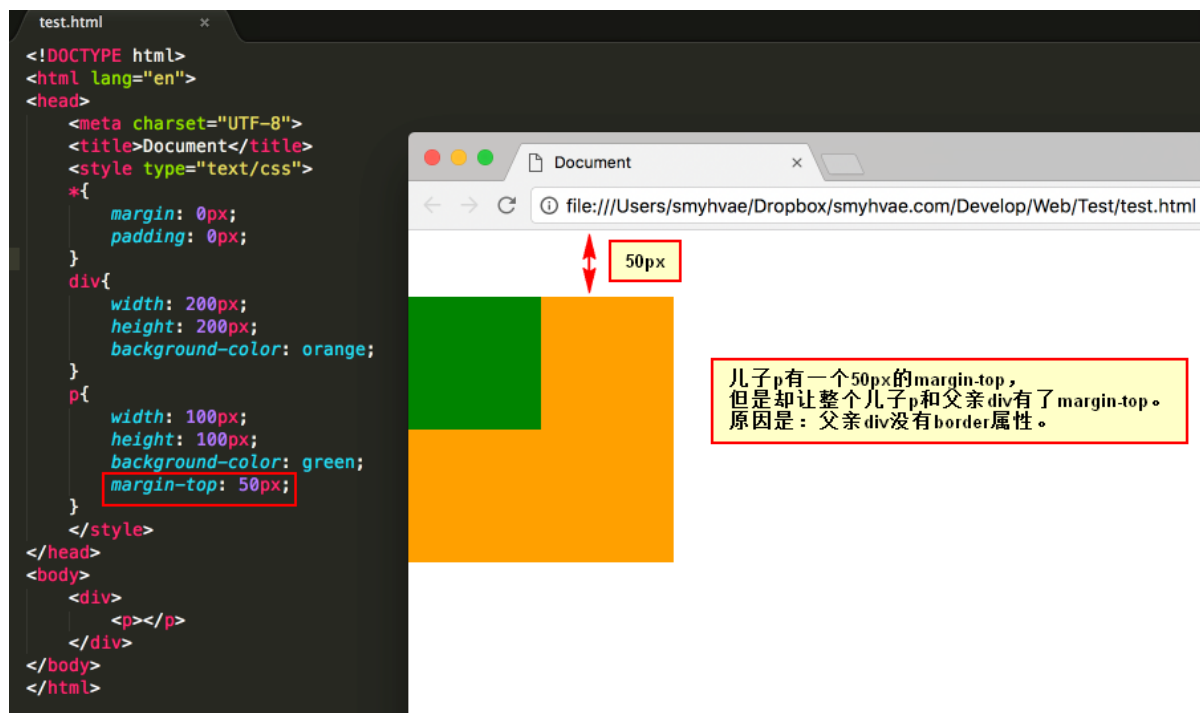 test.html ×
<!DOCTYPE html>
<html lang="en">
<head>
<meta charset="UTF-8">
<title>Document</title>
<style type="text/css">
*{
margin: 0px;
padding: 0px;
}
div{
width: 200px;
height: 200px;
background-color: orange;
}
p{
width: 100px;
height: 100px;
background-color: green;
margin-top: 50px;
}
</style>
</head>
<body>
<div>
<p></p>
</div>
</body>
</html>
Document ×
file:///Users/smyhvae/Dropbox/smyhvae.com/Develop/Web/Test/test.html
50px
儿子p有一个50px的margin-top，
但是却让整个儿子p和父亲div有了margin-top。
原因是：父亲div没有border属性。